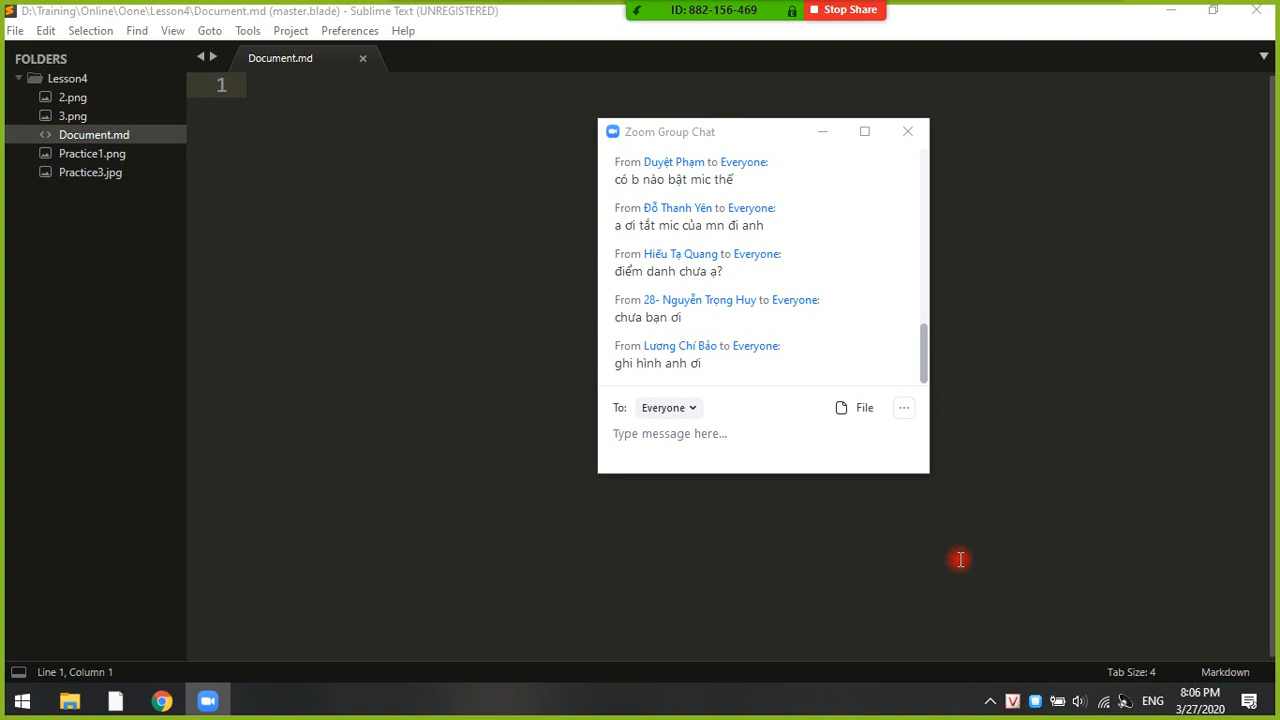 D:\Training\Online\Oone\Lesson4\Document.md (master.blade) - Sublime Text (UNREGISTERED)
ID: 882-156-469
Stop Share
File Edit Selection Find View Goto Tools Project Preferences Help
FOLDERS
Lesson4
2.png
3.png
Document.md
Practice1.png
Practice3.jpg
Document.md
1
Zoom Group Chat
From Duyệt Phạm to Everyone:
có b nào bật mic thế
From Đỗ Thanh Yên to Everyone:
a ơi tắt mic của mn đi anh
From Hiếu Tạ Quang to Everyone:
điểm danh chưa ạ?
From 28- Nguyễn Trọng Huy to Everyone:
chưa bạn ơi
From Lương Chí Bảo to Everyone:
ghi hình anh ơi
To: Everyone File
Type message here...
Line 1, Column 1
Tab Size: 4 Markdown
ENG
8:06 PM
3/27/2020